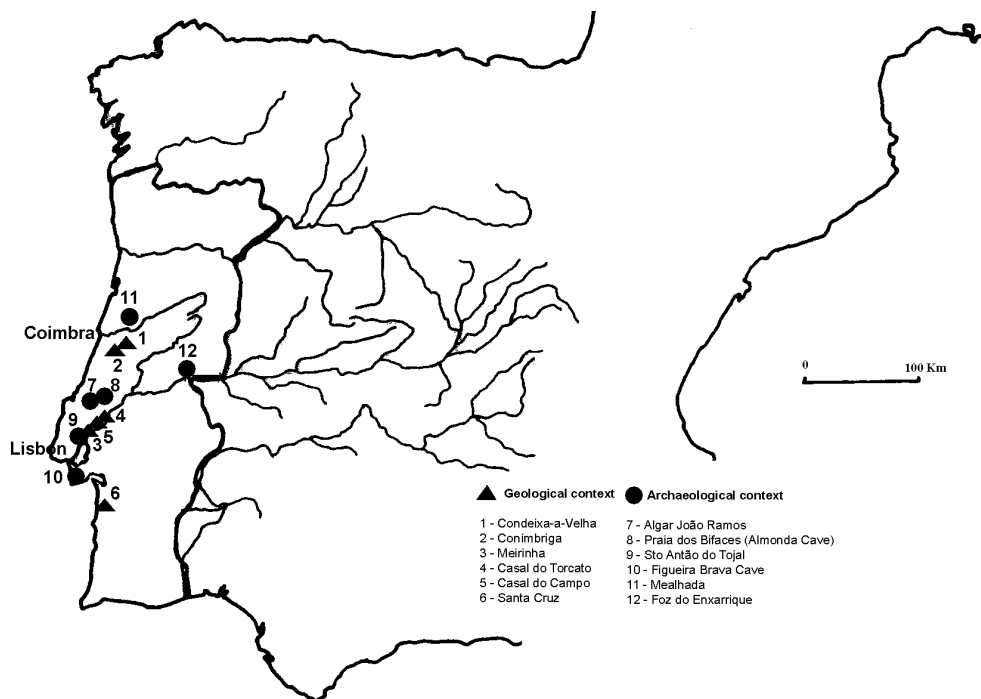 11
Coimbra
1
2
12
7
8
4
9
5
Lisbon
3
10
6
0
100 Km
Geological context
1 - Condeixa-a-Velha
2 - Conímbriga
3 - Meirinha
4 - Casal do Torcato
5 - Casal do Campo
6 - Santa Cruz
Archaeological context
7 - Algar João Ramos
8 - Praia dos Bifaces (Almonda Cave)
9 - Sto Antão do Tojal
10 - Figueira Brava Cave
11 - Mealhada
12 - Foz do Enxarrique